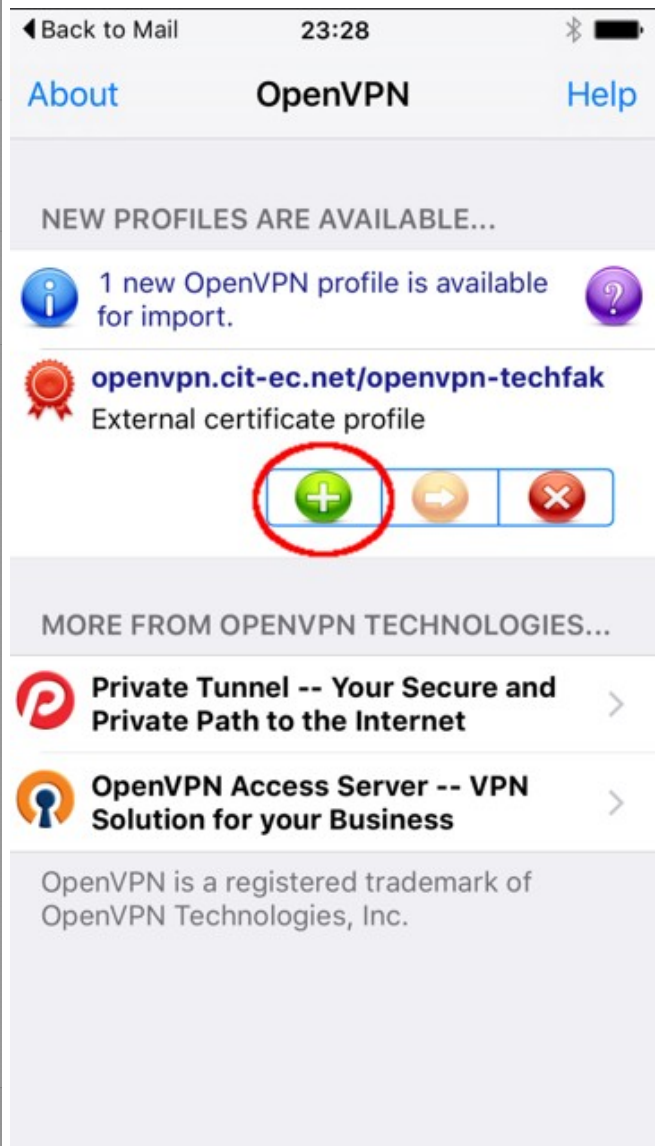 Back to Mail 23:28
About OpenVPN Help
NEW PROFILES ARE AVAILABLE...
1 new OpenVPN profile is available
for import.
openvpn.cit-ec.net/openvpn-techfak
External certificate profile
MORE FROM OPENVPN TECHNOLOGIES...
Private Tunnel -- Your Secure and
Private Path to the Internet
OpenVPN Access Server -- VPN
Solution for your Business
OpenVPN is a registered trademark of
OpenVPN Technologies, Inc.